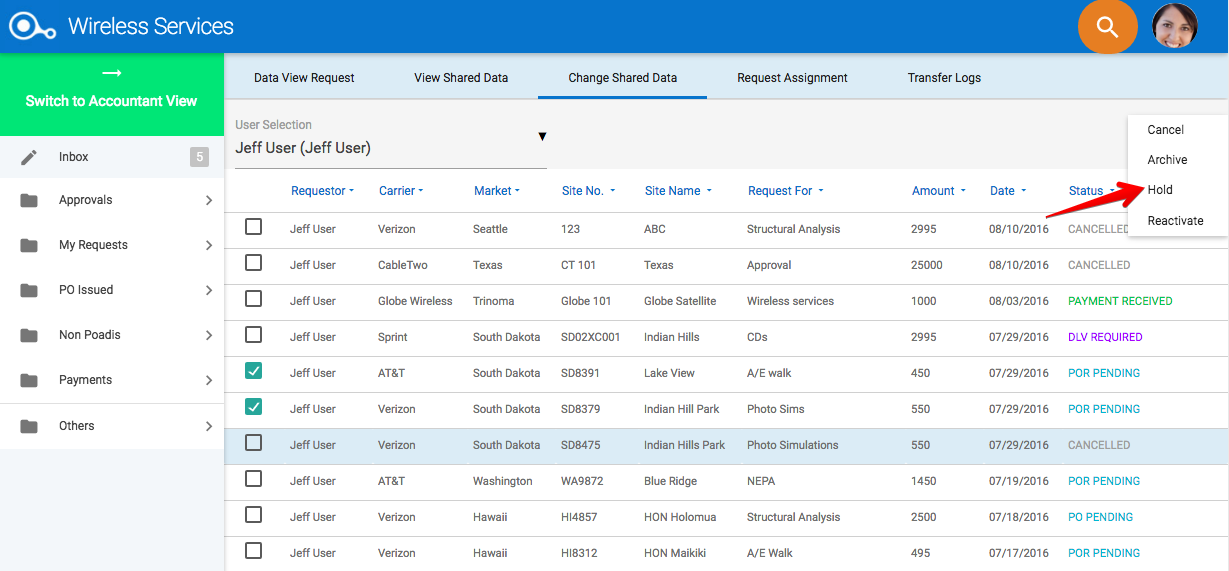 Wireless Services
Switch to Accountant View
Inbox 5
Approvals
My Requests
PO Issued
Non Poadis
Payments
Others
Data View Request View Shared Data Change Shared Data Request Assignment Transfer Logs
User Selection
Jeff User (Jeff User)
Cancel
Archive
Hold
Reactivate
Requestor Carrier Market Site No. Site Name Request For Amount Date Status
Jeff User Verizon Seattle 123 ABC Structural Analysis 2995 08/10/2016 CANCELLED
Jeff User CableTwo Texas CT 101 Texas Approval 25000 08/10/2016 CANCELLED
Jeff User Globe Wireless Trinoma Globe 101 Globe Satellite Wireless services 1000 08/03/2016 PAYMENT RECEIVED
Jeff User Sprint South Dakota SD02XC001 Indian Hills CDs 2995 07/29/2016 DLV REQUIRED
Jeff User AT&T South Dakota SD8391 Lake View A/E walk 450 07/29/2016 POR PENDING
Jeff User Verizon South Dakota SD8379 Indian Hill Park Photo Sims 550 07/29/2016 POR PENDING
Jeff User Verizon South Dakota SD8475 Indian Hills Park Photo Simulations 550 07/29/2016 CANCELLED
Jeff User AT&T Washington WA9872 Blue Ridge NEPA 1450 07/19/2016 POR PENDING
Jeff User Verizon Hawaii HI4857 HON Holomua Structural Analysis 2500 07/18/2016 PO PENDING
Jeff User Verizon Hawaii HI8312 HON Maikiki A/E Walk 495 07/17/2016 POR PENDING